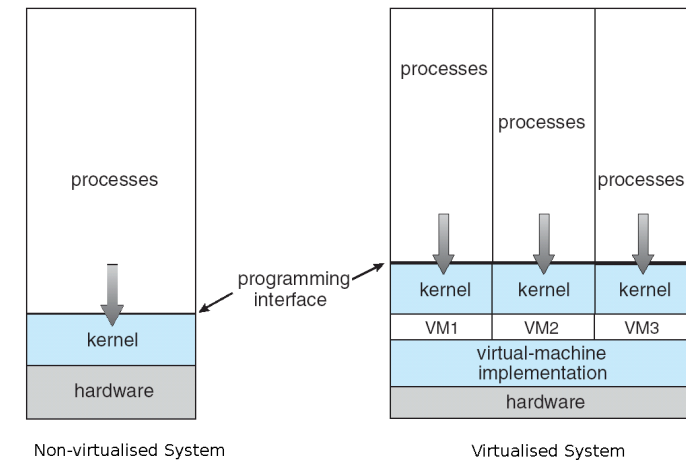 processes
kernel
hardware
Non-virtualised System
programming
interface
processes
processes
processes
kernel
kernel
kernel
VM1
VM2
VM3
virtual-machine
implementation
hardware
Virtualised System